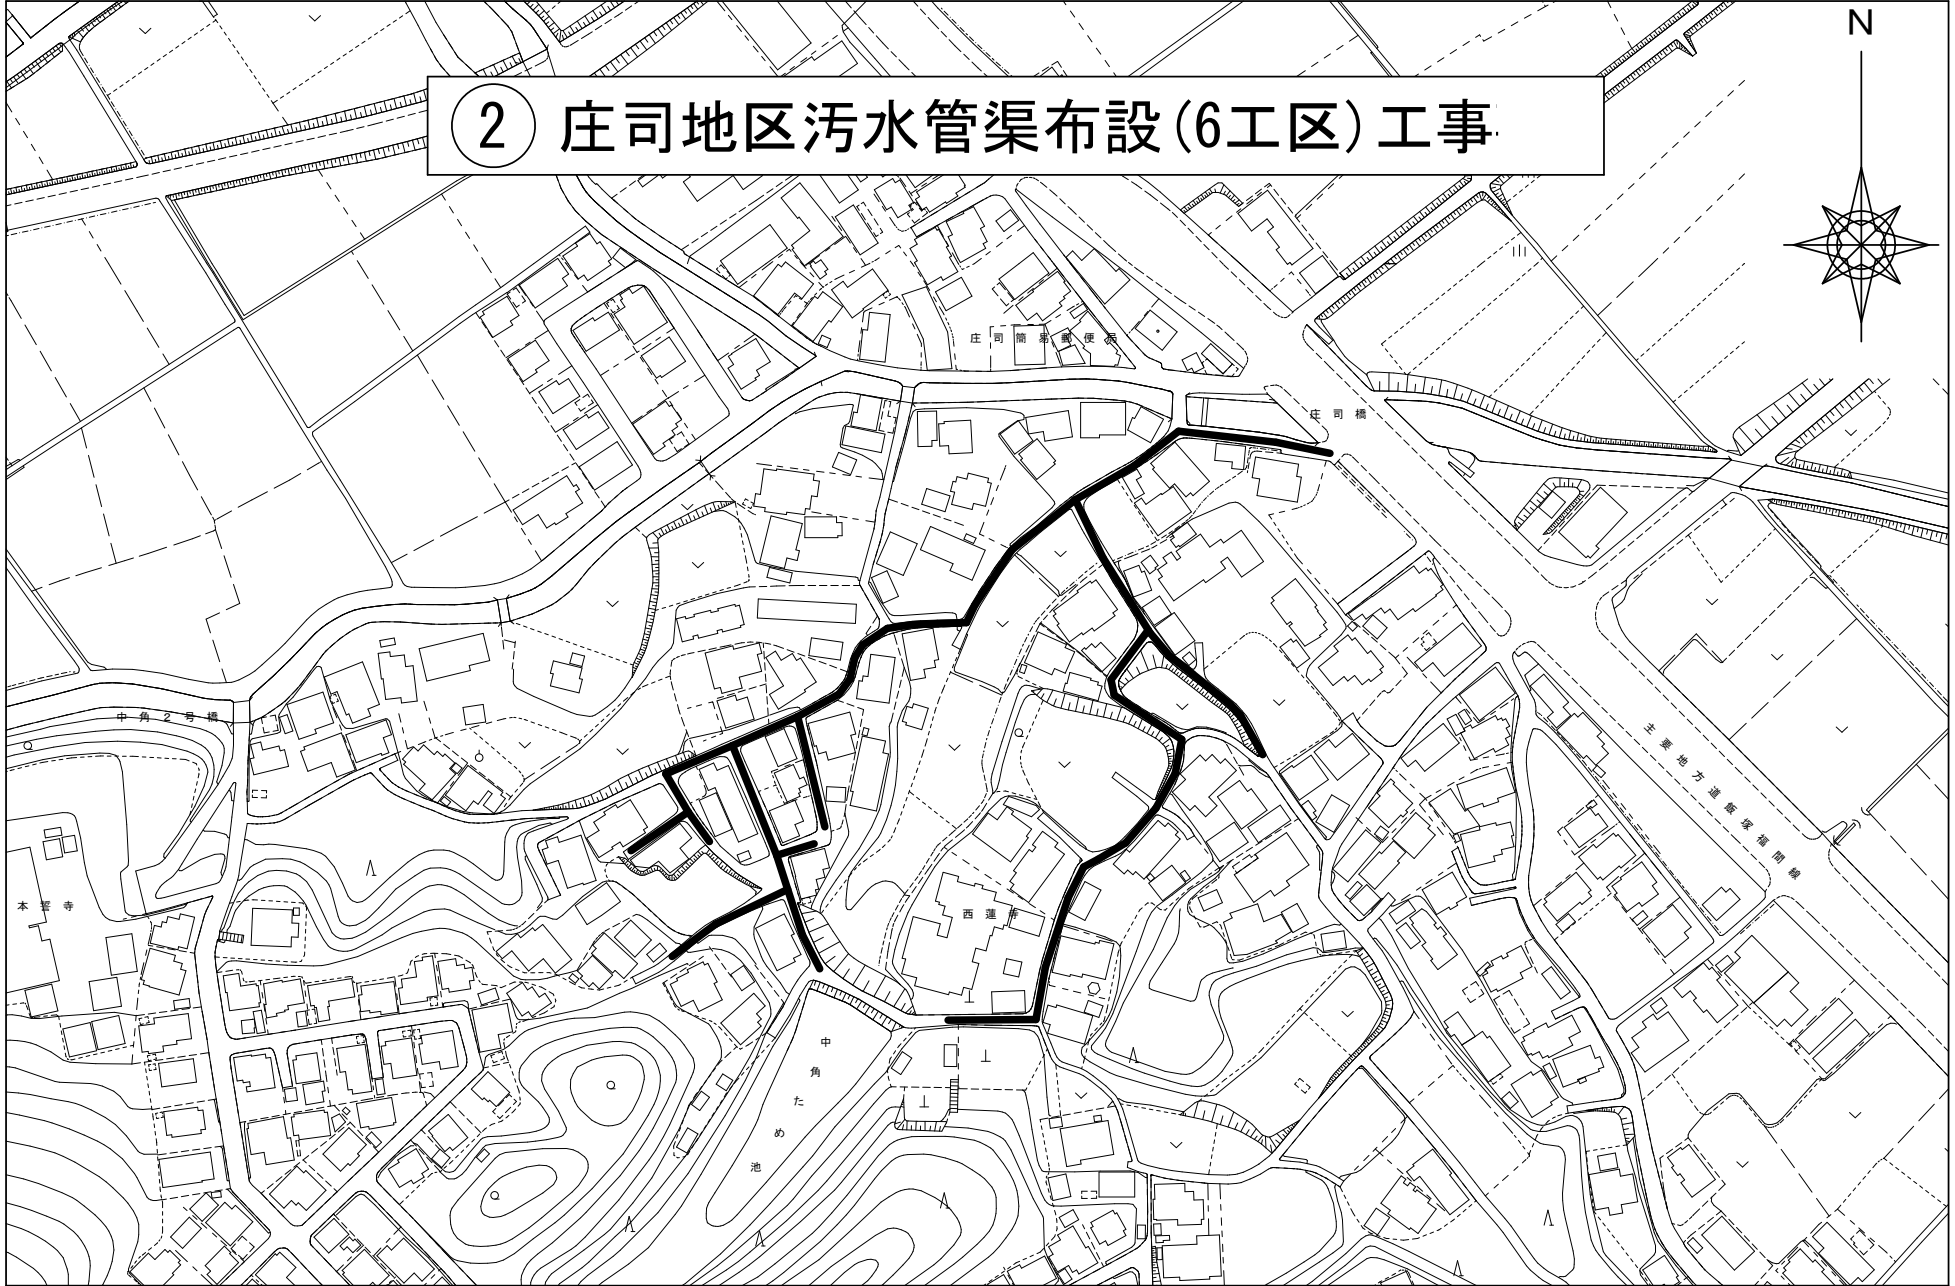 N
② 庄司地区汚水管渠布設(6工区)工事
庄司簡易郵便局
庄司橋
中角2号橋
主要地方道飯塚福間線
本誓寺
西蓮寺
中角ため池